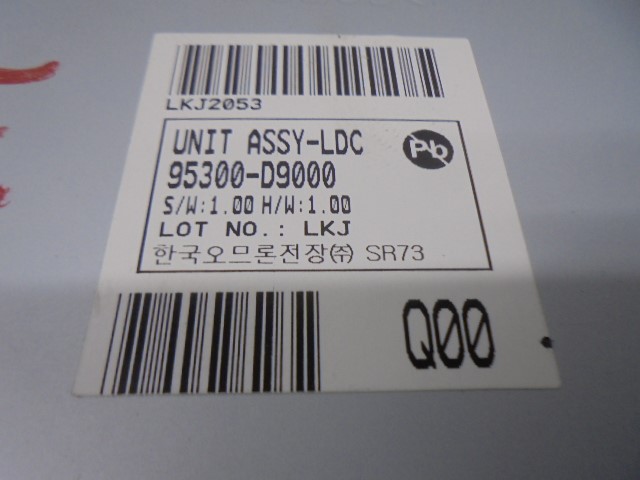 LKJ2053
UNIT ASSY-LDC
Pb
95300-D9000
S/W:1.00 H/W:1.00
LOT NO.: LKJ
한국오므론전장㈜ SR73
Q00